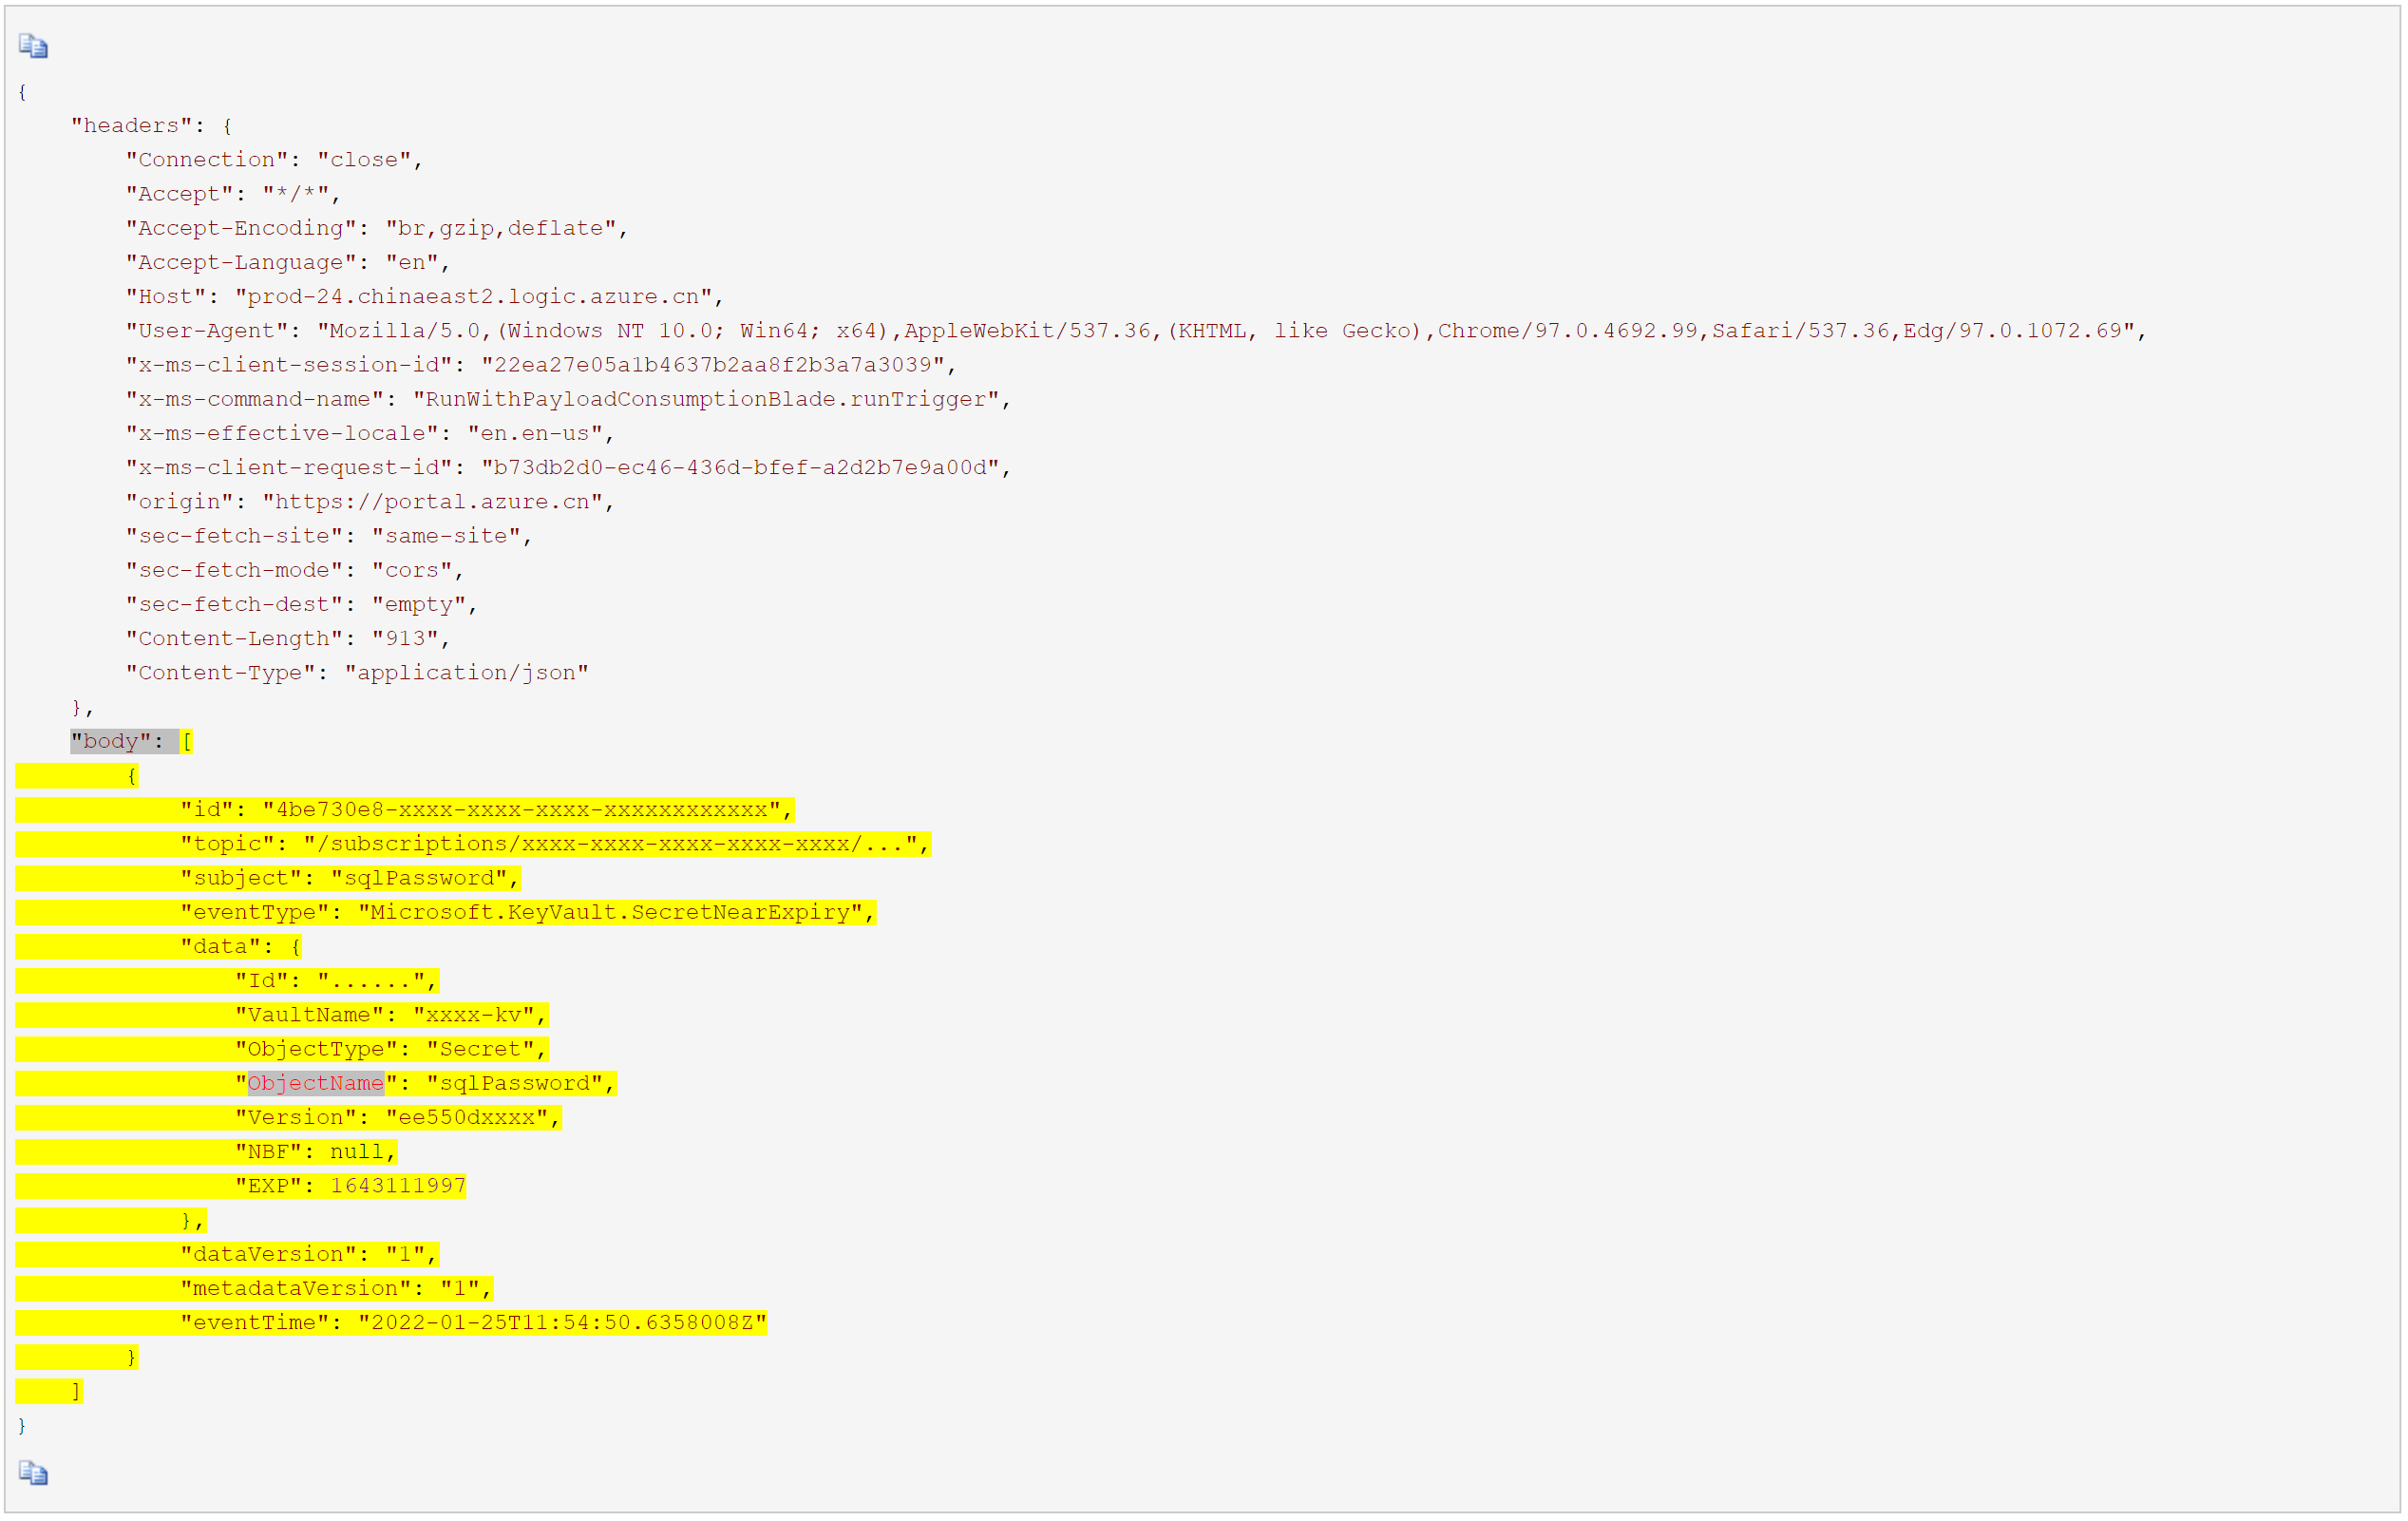 {
    "headers": {
        "Connection": "close",
        "Accept": "*/*",
        "Accept-Encoding": "br,gzip,deflate",
        "Accept-Language": "en",
        "Host": "prod-24.chinaeast2.logic.azure.cn",
        "User-Agent": "Mozilla/5.0,(Windows NT 10.0; Win64; x64),AppleWebKit/537.36,(KHTML, like Gecko),Chrome/97.0.4692.99,Safari/537.36,Edg/97.0.1072.69",
        "x-ms-client-session-id": "22ea27e05a1b4637b2aa8f2b3a7a3039",
        "x-ms-command-name": "RunWithPayloadConsumptionBlade.runTrigger",
        "x-ms-effective-locale": "en.en-us",
        "x-ms-client-request-id": "b73db2d0-ec46-436d-bfef-a2d2b7e9a00d",
        "origin": "https://portal.azure.cn",
        "sec-fetch-site": "same-site",
        "sec-fetch-mode": "cors",
        "sec-fetch-dest": "empty",
        "Content-Length": "913",
        "Content-Type": "application/json"
    },
    "body": [
        {
            "id": "4be730e8-xxxx-xxxx-xxxx-xxxxxxxxxxxx",
            "topic": "/subscriptions/xxxx-xxxx-xxxx-xxxx-xxxx/...",
            "subject": "sqlPassword",
            "eventType": "Microsoft.KeyVault.SecretNearExpiry",
            "data": {
                "Id": "......",
                "VaultName": "xxxx-kv",
                "ObjectType": "Secret",
                "ObjectName": "sqlPassword",
                "Version": "ee550dxxxx",
                "NBF": null,
                "EXP": 1643111997
            },
            "dataVersion": "1",
            "metadataVersion": "1",
            "eventTime": "2022-01-25T11:54:50.6358008Z"
        }
    ]
}